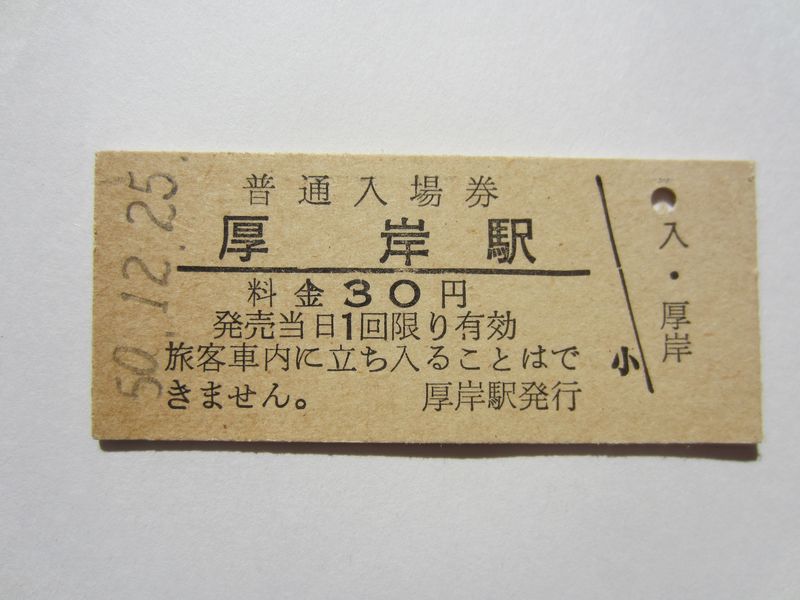 50.12.25.
普通入場券
厚岸駅
料金30円
発売当日1回限り有効
旅客車内に立ち入ることはで
きません。 厚岸駅発行
小
入・厚岸